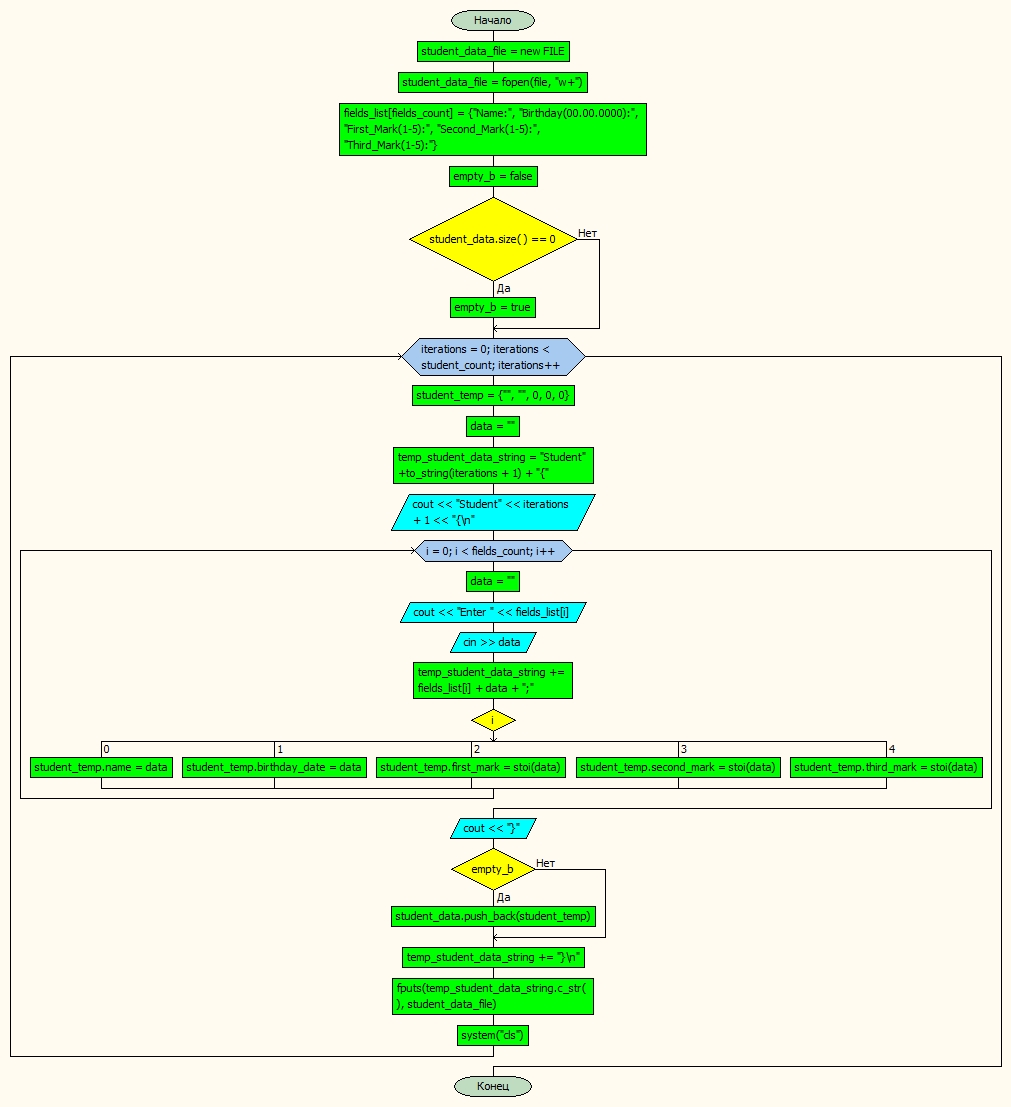 Начало
student_data_file = new FILE
student_data_file = fopen(file, "w+")
fields_list[fields_count] = {"Name:", "Birthday(00.00.0000):",
"First_Mark(1-5):", "Second_Mark(1-5):",
"Third_Mark(1-5):"}
empty_b = false
student_data.size( ) == 0
Нет
Да
empty_b = true
iterations = 0; iterations <
student_count; iterations++
student_temp = {"", "", 0, 0, 0}
data = ""
temp_student_data_string = "Student"
+to_string(iterations + 1) + "{"
cout << "Student" << iterations
+ 1 << "{\n"
i = 0; i < fields_count; i++
data = ""
cout << "Enter " << fields_list[i]
cin >> data
temp_student_data_string +=
fields_list[i] + data + ";"
i
0
1
2
3
4
student_temp.name = data
student_temp.birthday_date = data
student_temp.first_mark = stoi(data)
student_temp.second_mark = stoi(data)
student_temp.third_mark = stoi(data)
cout << "}"
empty_b
Нет
Да
student_data.push_back(student_temp)
temp_student_data_string += "}\n"
fputs(temp_student_data_string.c_str(
), student_data_file)
system("cls")
Конец